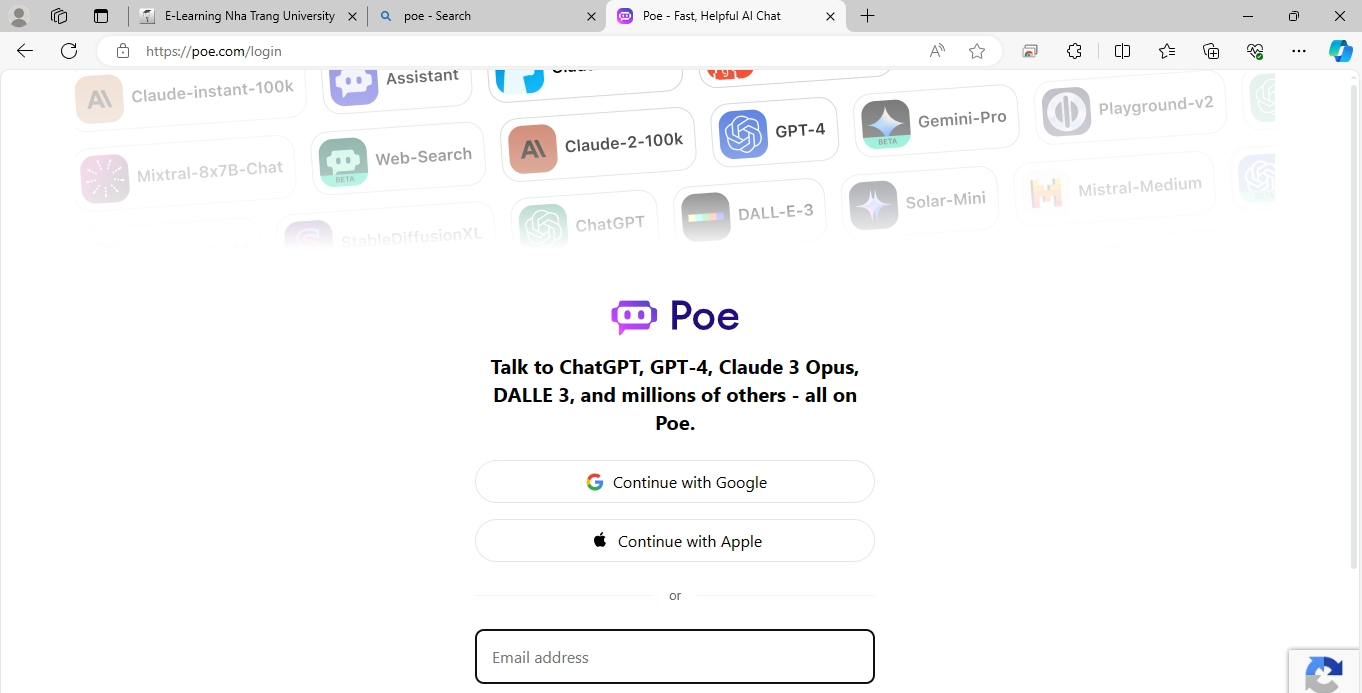 E-Learning Nha Trang University
poe - Search
Poe - Fast, Helpful AI Chat
https://poe.com/login
Claude-instant-100k
Assistant
Claude-2-100k
GPT-4
Gemini-Pro
BETA
Playground-v2
Mixtral-8x7B-Chat
Web-Search
BETA
ChatGPT
DALL-E-3
Solar-Mini
Mistral-Medium
StableDiffusionXL
Poe
Talk to ChatGPT, GPT-4, Claude 3 Opus,
DALLE 3, and millions of others - all on
Poe.
Continue with Google
Continue with Apple
or
Email address